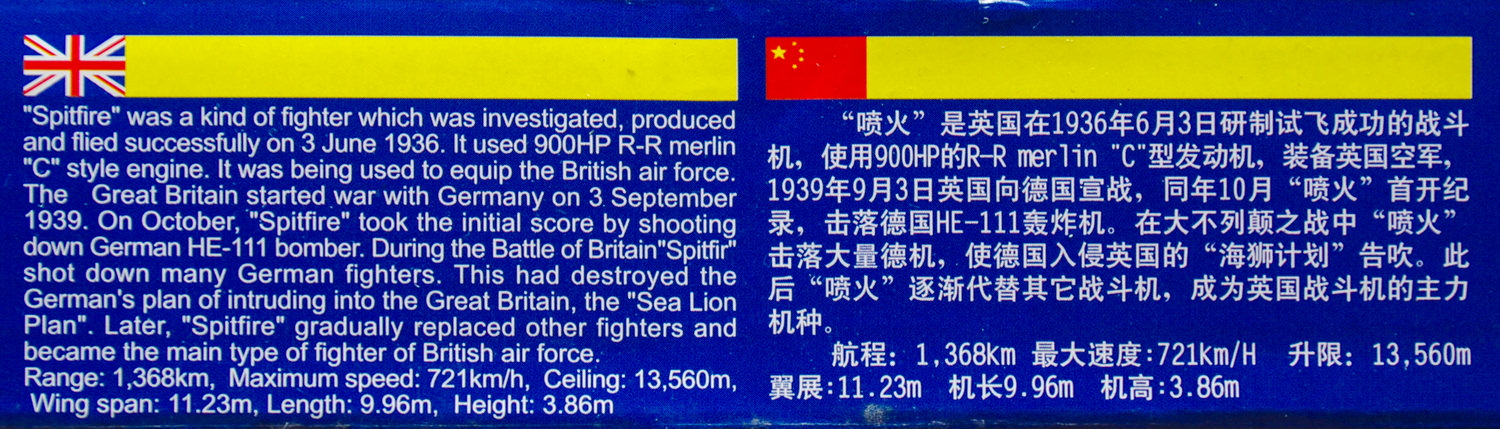 "Spitfire" was a kind of fighter which was investigated, produced
and flied successfully on 3 June 1936. It used 900HP R-R merlin
"C" style engine. It was being used to equip the British air force.
The Great Britain started war with Germany on 3 September
1939. On October, "Spitfire" took the initial score by shooting
down German HE-111 bomber. During the Battle of Britain"Spitfir"
shot down many German fighters. This had destroyed the
German's plan of intruding into the Great Britain, the "Sea Lion
Plan". Later, "Spitfire" gradually replaced other fighters and
became the main type of fighter of British air force.
Range: 1,368km, Maximum speed: 721km/h, Ceiling: 13,560m,
Wing span: 11.23m, Length: 9.96m, Height: 3.86m
“喷火”是英国在1936年6月3日研制试飞成功的战斗
机，使用900HP的R-R merlin "C"型发动机，装备英国空军，
1939年9月3日英国向德国宣战，同年10月“喷火”首开纪
录，击落德国HE-111轰炸机。在大不列颠之战中“喷火”
击落大量德机，使德国入侵英国的“海狮计划”告吹。此
后“喷火”逐渐代替其它战斗机，成为英国战斗机的主力
机种。
航程：1,368km 最大速度:721km/H 升限：13,560m
翼展:11.23m 机长9.96m 机高:3.86m